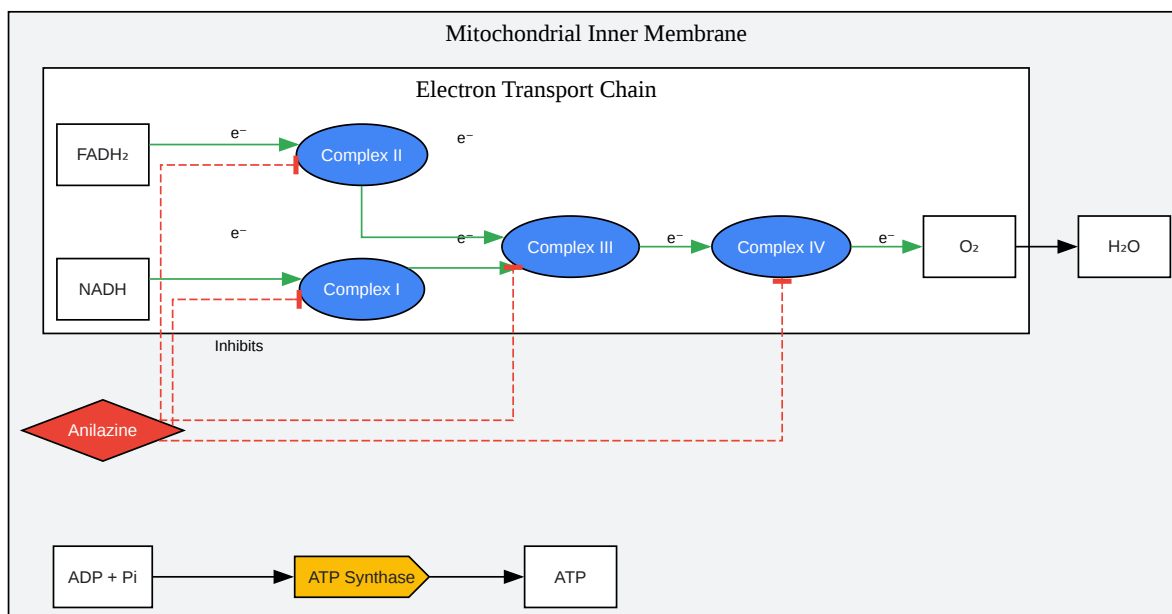 Mitochondrial Inner Membrane
Electron Transport Chain
e⁻
e⁻
FADH₂
Complex II
e⁻
e⁻
e⁻
e⁻
Complex III
Complex IV
O₂
H₂O
NADH
Complex I
Inhibits
Anilazine
ADP + Pi
ATP Synthase
ATP